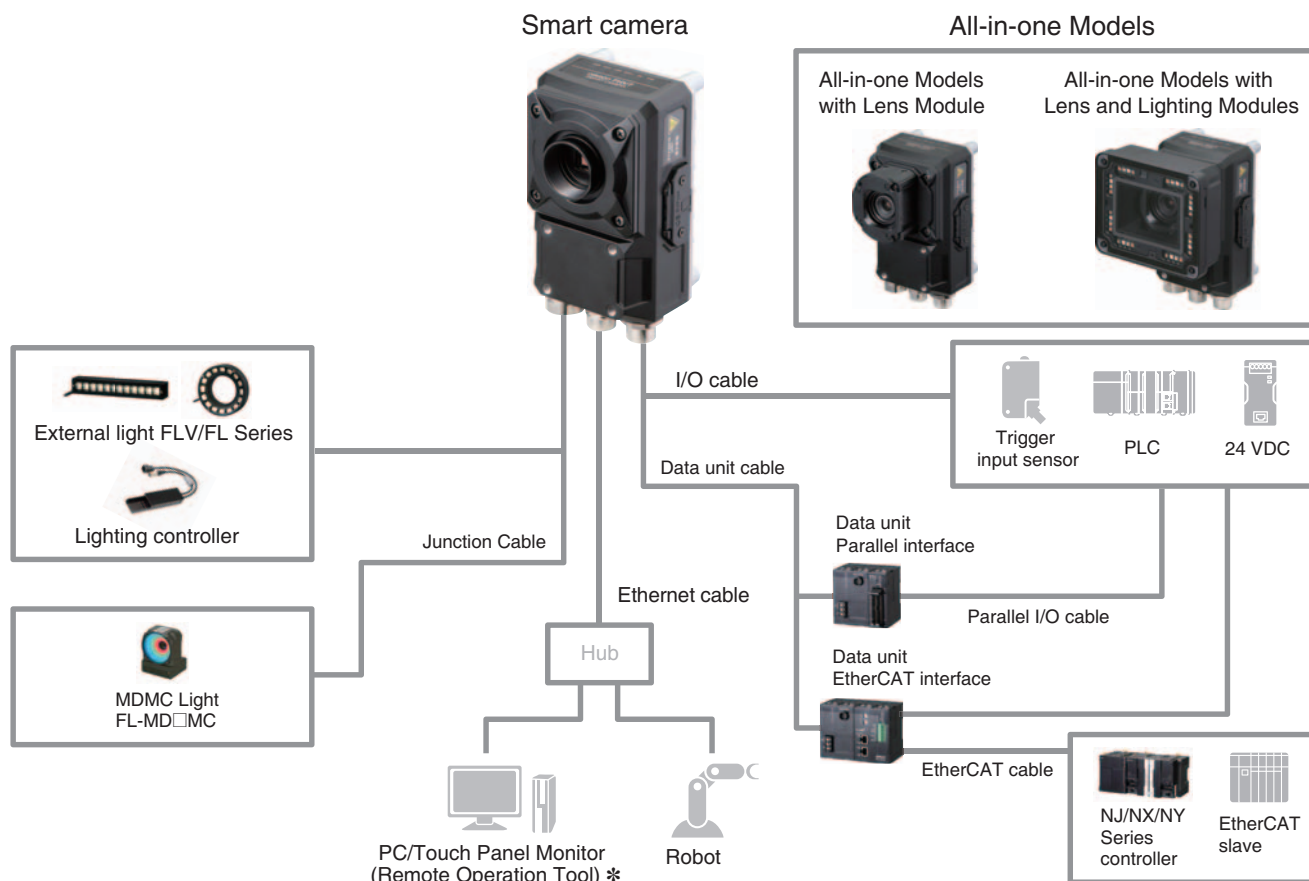 Smart camera
All-in-one Models
All-in-one Models
with Lens Module
All-in-one Models with
Lens and Lighting Modules
External light FLV/FL Series
Lighting controller
I/O cable
Trigger
input sensor
PLC
24 VDC
Data unit cable
Junction Cable
Data unit
Parallel interface
Parallel I/O cable
Ethernet cable
Hub
MDMC Light
FL-MD□MC
Data unit
EtherCAT interface
EtherCAT cable
NJ/NX/NY
Series
controller
EtherCAT
slave
PC/Touch Panel Monitor
(Remote Operation Tool) *
Robot